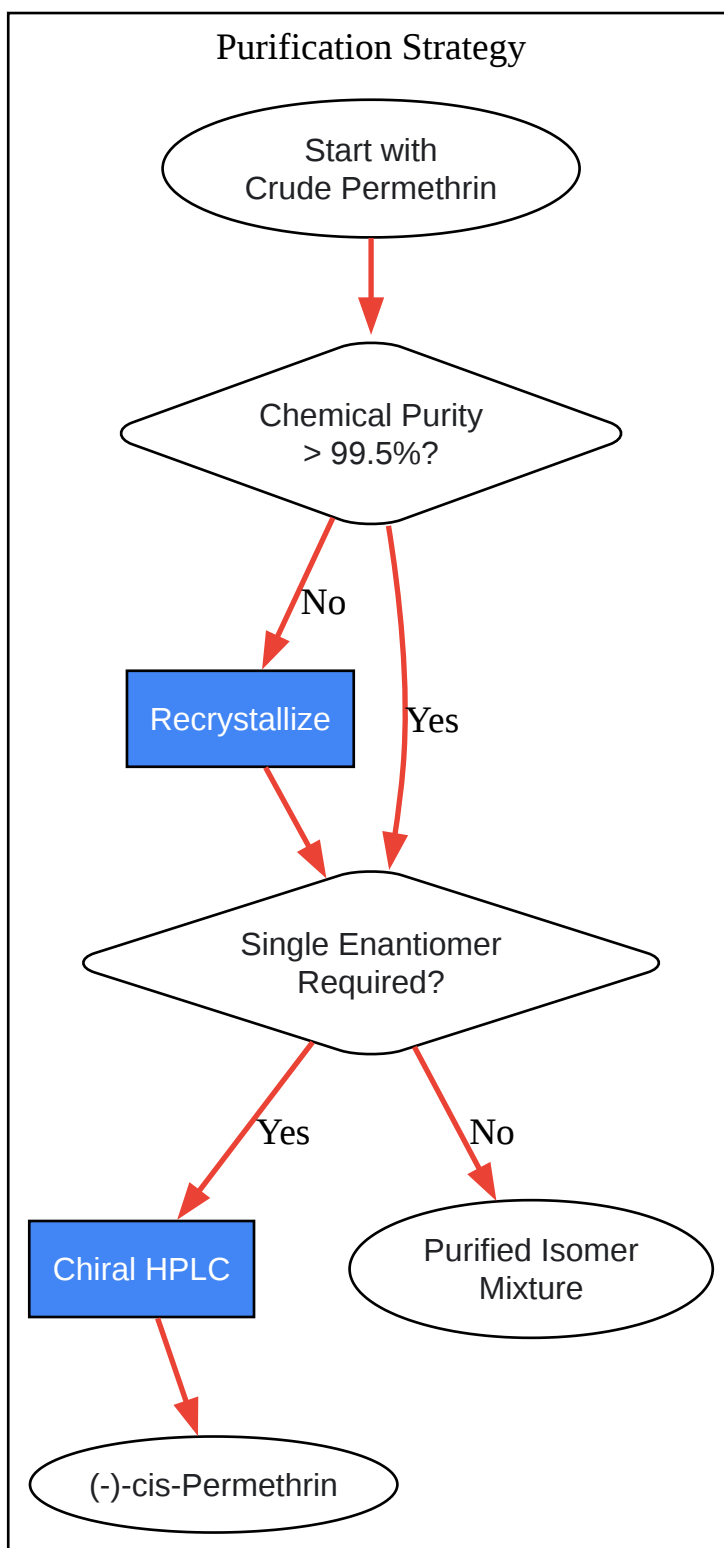 Purification Strategy
Start with
Crude Permethrin
Chemical Purity
> 99.5%?
No
Recrystallize
Yes
Single Enantiomer
Required?
Yes
No
Chiral HPLC
Purified Isomer
Mixture
(-)-cis-Permethrin